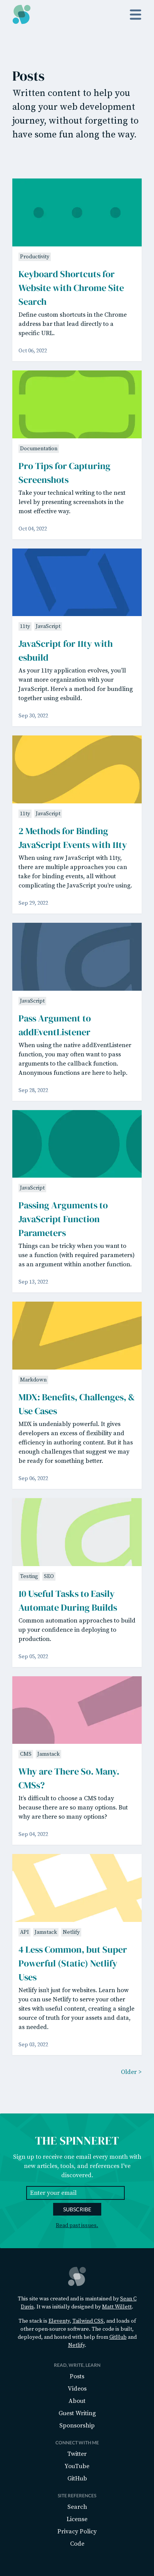 Posts
Written content to help you
along your web development
journey, without forgetting to
have some fun along the way.
Productivity
Keyboard Shortcuts for
Website with Chrome Site
Search
Define custom shortcuts in the Chrome
address bar that lead directly to a
specific URL.
Oct 06, 2022
Documentation
Pro Tips for Capturing
Screenshots
Take your technical writing to the next
level by presenting screenshots in the
most effective way.
Oct 04, 2022
11ty JavaScript
JavaScript for 11ty with
esbuild
As your 11ty application evolves, you'll
want more organization with your
JavaScript. Here's a method for bundling
together using esbuild.
Sep 30, 2022
11ty JavaScript
2 Methods for Binding
JavaScript Events with 11ty
When using raw JavaScript with 11ty,
there are multiple approaches you can
take for binding events, all without
complicating the JavaScript you're using.
Sep 29, 2022
JavaScript
Pass Argument to
addEventListener
When using the native addEventListener
function, you may often want to pass
arguments to the callback function.
Anonymous functions are here to help.
Sep 28, 2022
JavaScript
Passing Arguments to
JavaScript Function
Parameters
Things can be tricky when you want to
use a function (with required parameters)
as an argument within another function.
Sep 13, 2022
Markdown
MDX: Benefits, Challenges, &
Use Cases
MDX is undeniably powerful. It gives
developers an excess of flexibility and
efficiency in authoring content. But it has
enough challenges that suggest we may
be ready for something better.
Sep 06, 2022
Testing SEO
10 Useful Tasks to Easily
Automate During Builds
Common automation approaches to build
up your confidence in deploying to
production.
Sep 05, 2022
CMS Jamstack
Why are There So. Many.
CMSs?
It's difficult to choose a CMS today
because there are so many options. But
why are there so many options?
Sep 04, 2022
API Jamstack Netlify
4 Less Common, but Super
Powerful (Static) Netlify
Uses
Netlify isn't just for websites. Learn how
you can use Netlify to serve your other
sites with useful content, creating a single
source of truth for your assets and data,
as needed.
Sep 03, 2022
Older >
THE SPINNERET
Sign up to receive one email every month with
new articles, tools, and references I've
discovered.
Enter your email
SUBSCRIBE
Read past issues.
This site was created and is maintained by Sean C
Davis. It was initially designed by Matt Willett.
The stack is Eleventy, Tailwind CSS, and loads of
other open-source software. The code is built,
deployed, and hosted with help from GitHub and
Netlify.
READ, WRITE, LEARN
Posts
Videos
About
Guest Writing
Sponsorship
CONNECT WITH ME
Twitter
YouTube
GitHub
SITE REFERENCES
Search
License
Privacy Policy
Code